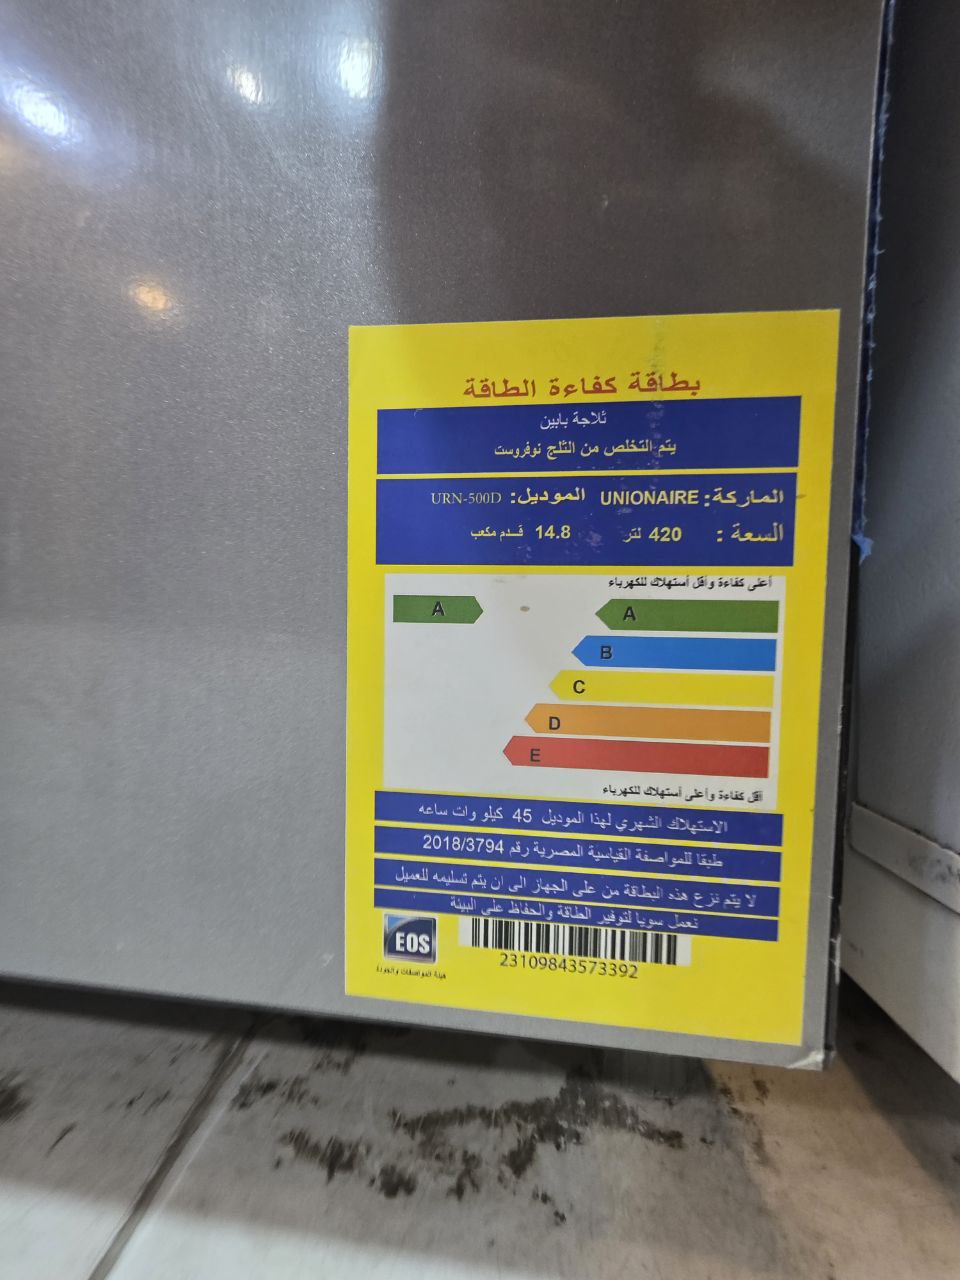 بطاقة كفاءة الطاقة
ثلاجة بابين
يتم التخلص من الثلج نوفروست
الماركة: UNIONAIRE الموديل: URN-500D
السعة : 420 لتر 14.8 قدم مكعب
أعلى كفاءة وأقل أستهلاك للكهرباء
A A
B
C
D
E
أقل كفاءة وأعلى أستهلاك للكهرباء
الاستهلاك الشهري لهذا الموديل 45 كيلو وات ساعه
طبقا للمواصفة القياسية المصرية رقم 2018/3794
لا يتم نزع هذه البطاقة من على الجهاز الى ان يتم تسليمه للعميل
نعمل سويا لتوفير الطاقة والحفاظ على البيئة
EOS
هيئة المواصفات والجودة
23109843573392